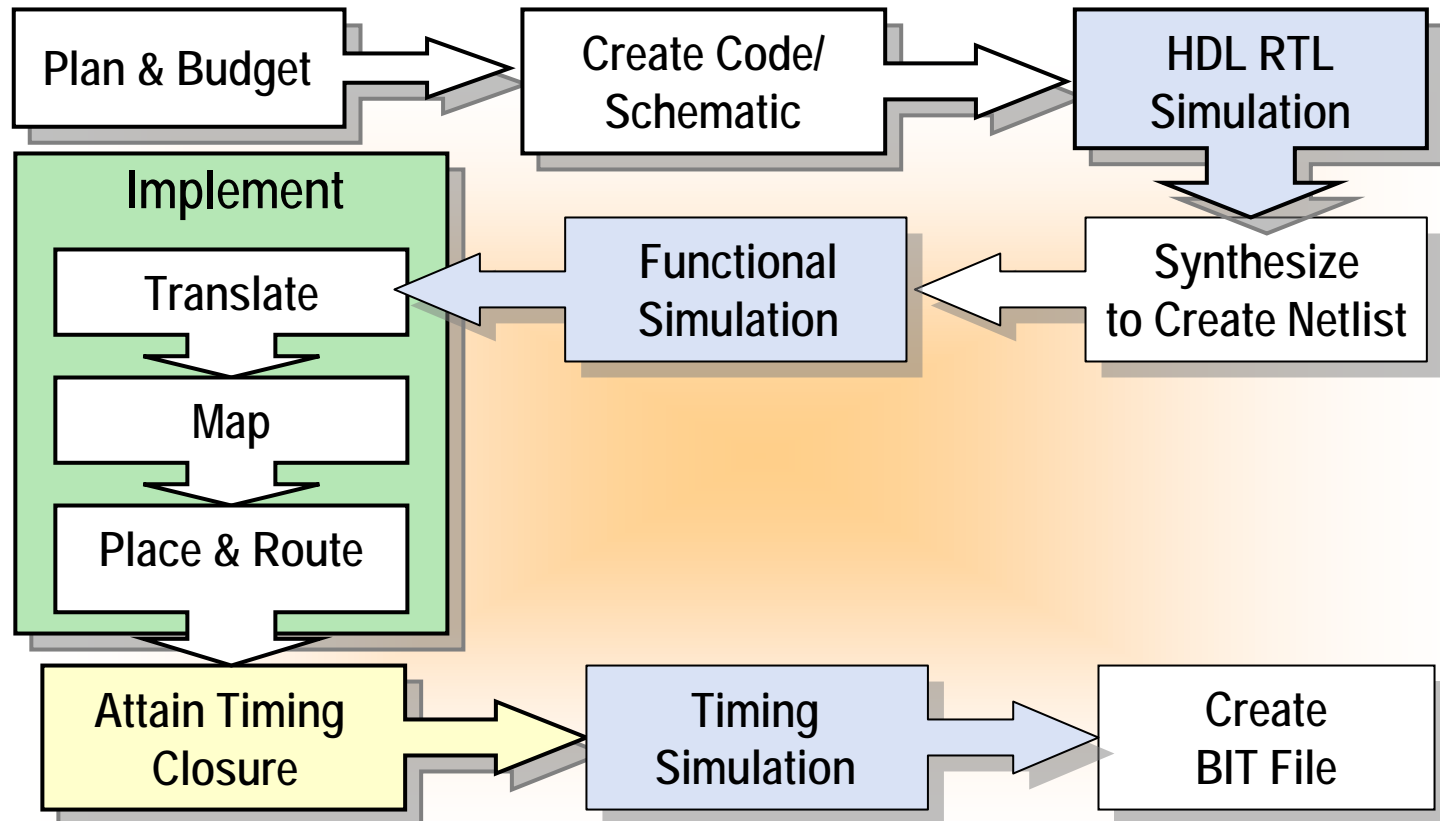 Plan & Budget
Create Code/
Schematic
HDL RTL
Simulation
Implement
Translate
Functional
Simulation
Synthesize
to Create Netlist
Map
Place & Route
Attain Timing
Closure
Timing
Simulation
Create
BIT File